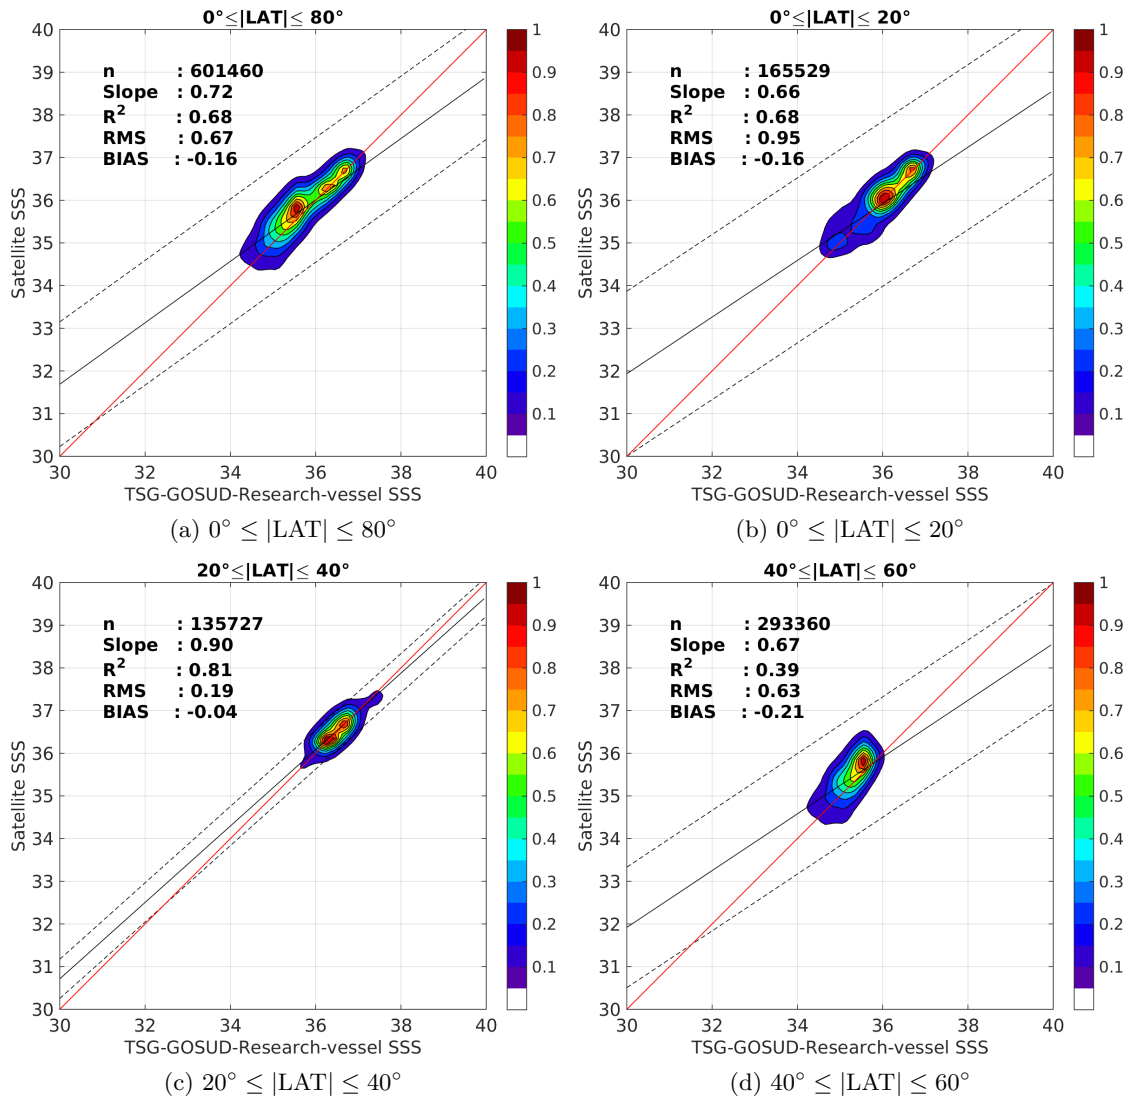 0°≤|LAT|≤ 80°
n : 601460
Slope : 0.72
R² : 0.68
RMS : 0.67
BIAS : -0.16
40
39
38
37
36
35
34
33
32
31
30
30 32 34 36 38 40
Satellite SSS
TSG-GOSUD-Research-vessel SSS
1
0.9
0.8
0.7
0.6
0.5
0.4
0.3
0.2
0.1
(a) 0° ≤ |LAT| ≤ 80°
0°≤|LAT|≤ 20°
n : 165529
Slope : 0.66
R² : 0.68
RMS : 0.95
BIAS : -0.16
40
39
38
37
36
35
34
33
32
31
30
30 32 34 36 38 40
Satellite SSS
TSG-GOSUD-Research-vessel SSS
1
0.9
0.8
0.7
0.6
0.5
0.4
0.3
0.2
0.1
(b) 0° ≤ |LAT| ≤ 20°
20°≤|LAT|≤ 40°
n : 135727
Slope : 0.90
R² : 0.81
RMS : 0.19
BIAS : -0.04
40
39
38
37
36
35
34
33
32
31
30
30 32 34 36 38 40
Satellite SSS
TSG-GOSUD-Research-vessel SSS
1
0.9
0.8
0.7
0.6
0.5
0.4
0.3
0.2
0.1
(c) 20° ≤ |LAT| ≤ 40°
40°≤|LAT|≤ 60°
n : 293360
Slope : 0.67
R² : 0.39
RMS : 0.63
BIAS : -0.21
40
39
38
37
36
35
34
33
32
31
30
30 32 34 36 38 40
Satellite SSS
TSG-GOSUD-Research-vessel SSS
1
0.9
0.8
0.7
0.6
0.5
0.4
0.3
0.2
0.1
(d) 40° ≤ |LAT| ≤ 60°